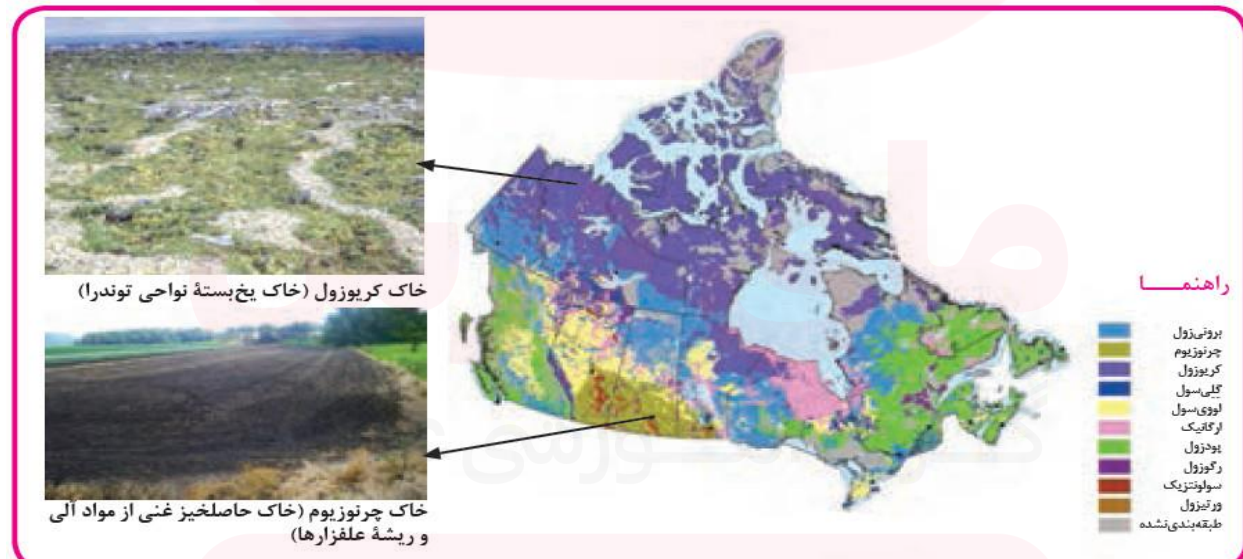 خاک کریوزول (خاک یخ‌بستهٔ نواحی توندرا)
خاک چرنوزیوم (خاک حاصلخیز غنی از مواد آلی
و ریشهٔ علفزارها)
راهنمـــــا
برونی‌زول
چرنوزیوم
کریوزول
گلی‌سول
لووی‌سول
ارگانیک
پودزول
رگوزول
سولونتزیک
ورتیزول
طبقه‌بندی‌نشده